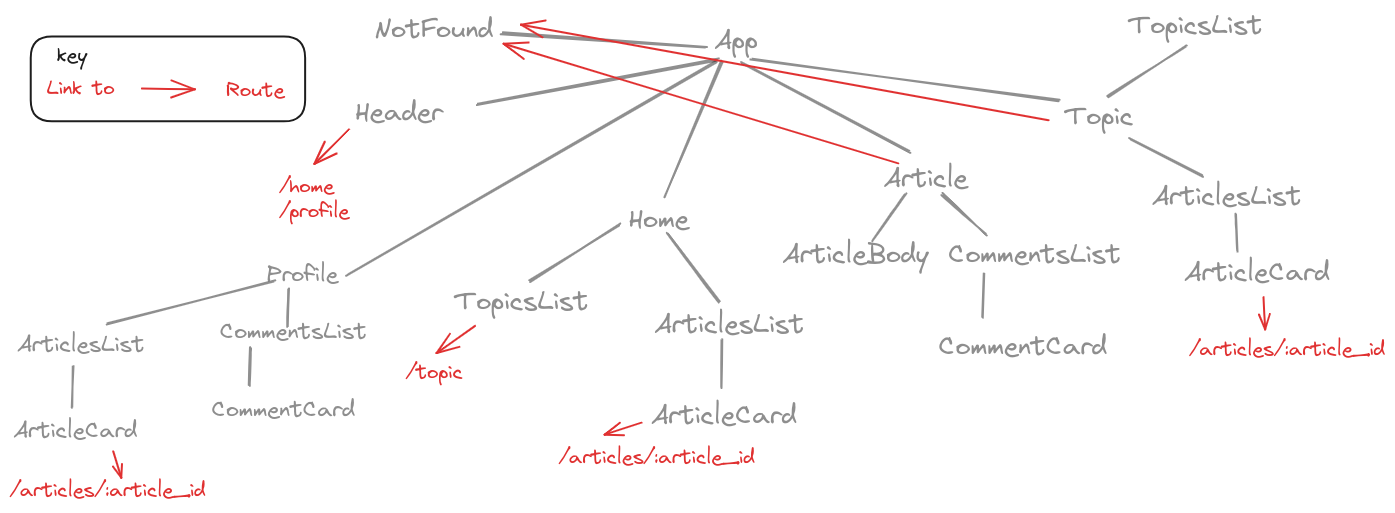 NotFound
App
TopicsList
key
Link to
Route
Header
Topic
/home
/profile
Article
ArticlesList
Home
ArticleBody
CommentsList
Profile
ArticleCard
TopicsList
ArticlesList
CommentsList
ArticlesList
CommentCard
/articles/:article_id
/topic
CommentCard
ArticleCard
ArticleCard
/articles/:article_id
/articles/:article_id